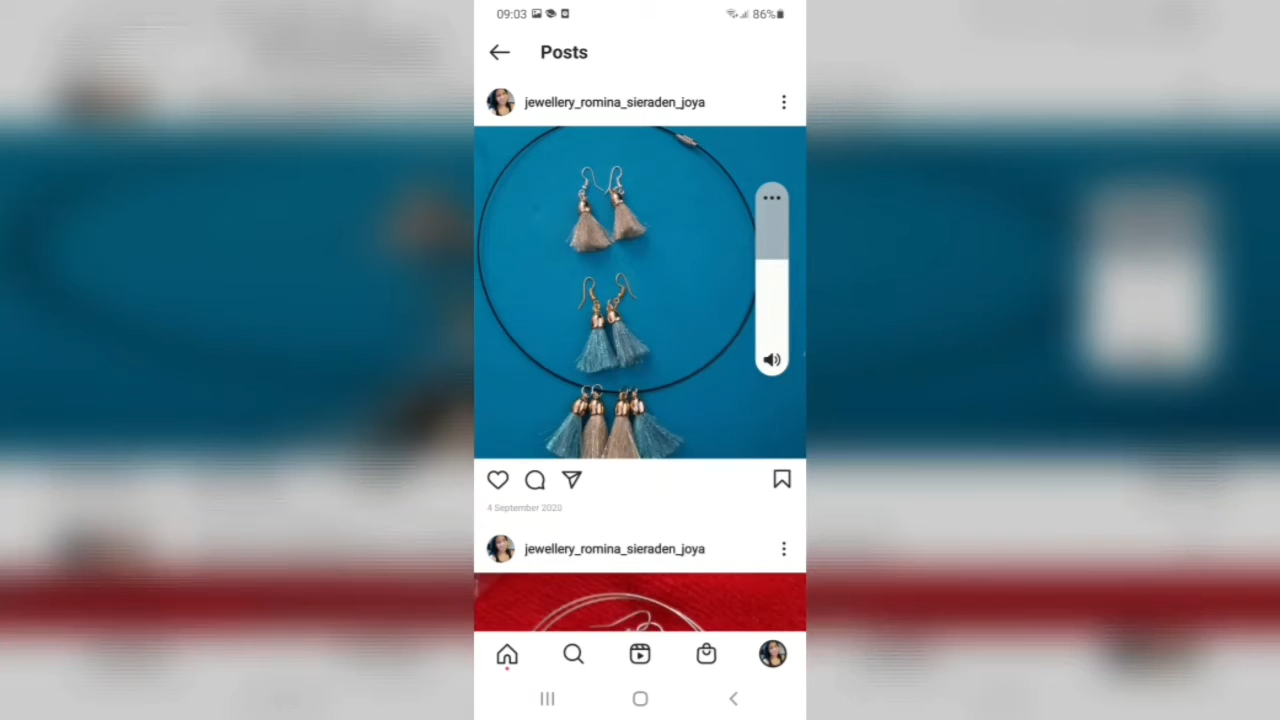 09:03
86%
Posts
jewellery_romina_sieraden_joya
4 September 2020
jewellery_romina_sieraden_joya